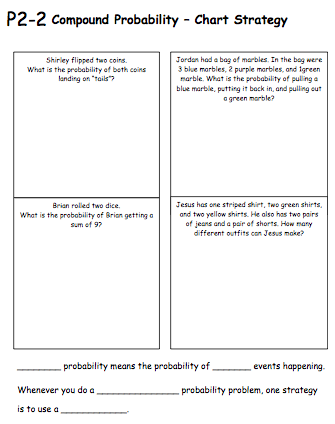 P2-2 Compound Probability – Chart Strategy
Shirley flipped two coins.
What is the probability of both coins
landing on "tails"?
Jordan had a bag of marbles. In the bag were
3 blue marbles, 2 purple marbles, and 1green
marble. What is the probability of pulling a
blue marble, putting it back in, and pulling out
a green marble?
Brian rolled two dice.
What is the probability of Brian getting a
sum of 9?
Jesus has one striped shirt, two green shirts,
and two yellow shirts. He also has two pairs
of jeans and a pair of shorts. How many
different outfits can Jesus make?
_________ probability means the probability of ________ events happening.
Whenever you do a _________________ probability problem, one strategy
is to use a _____________.